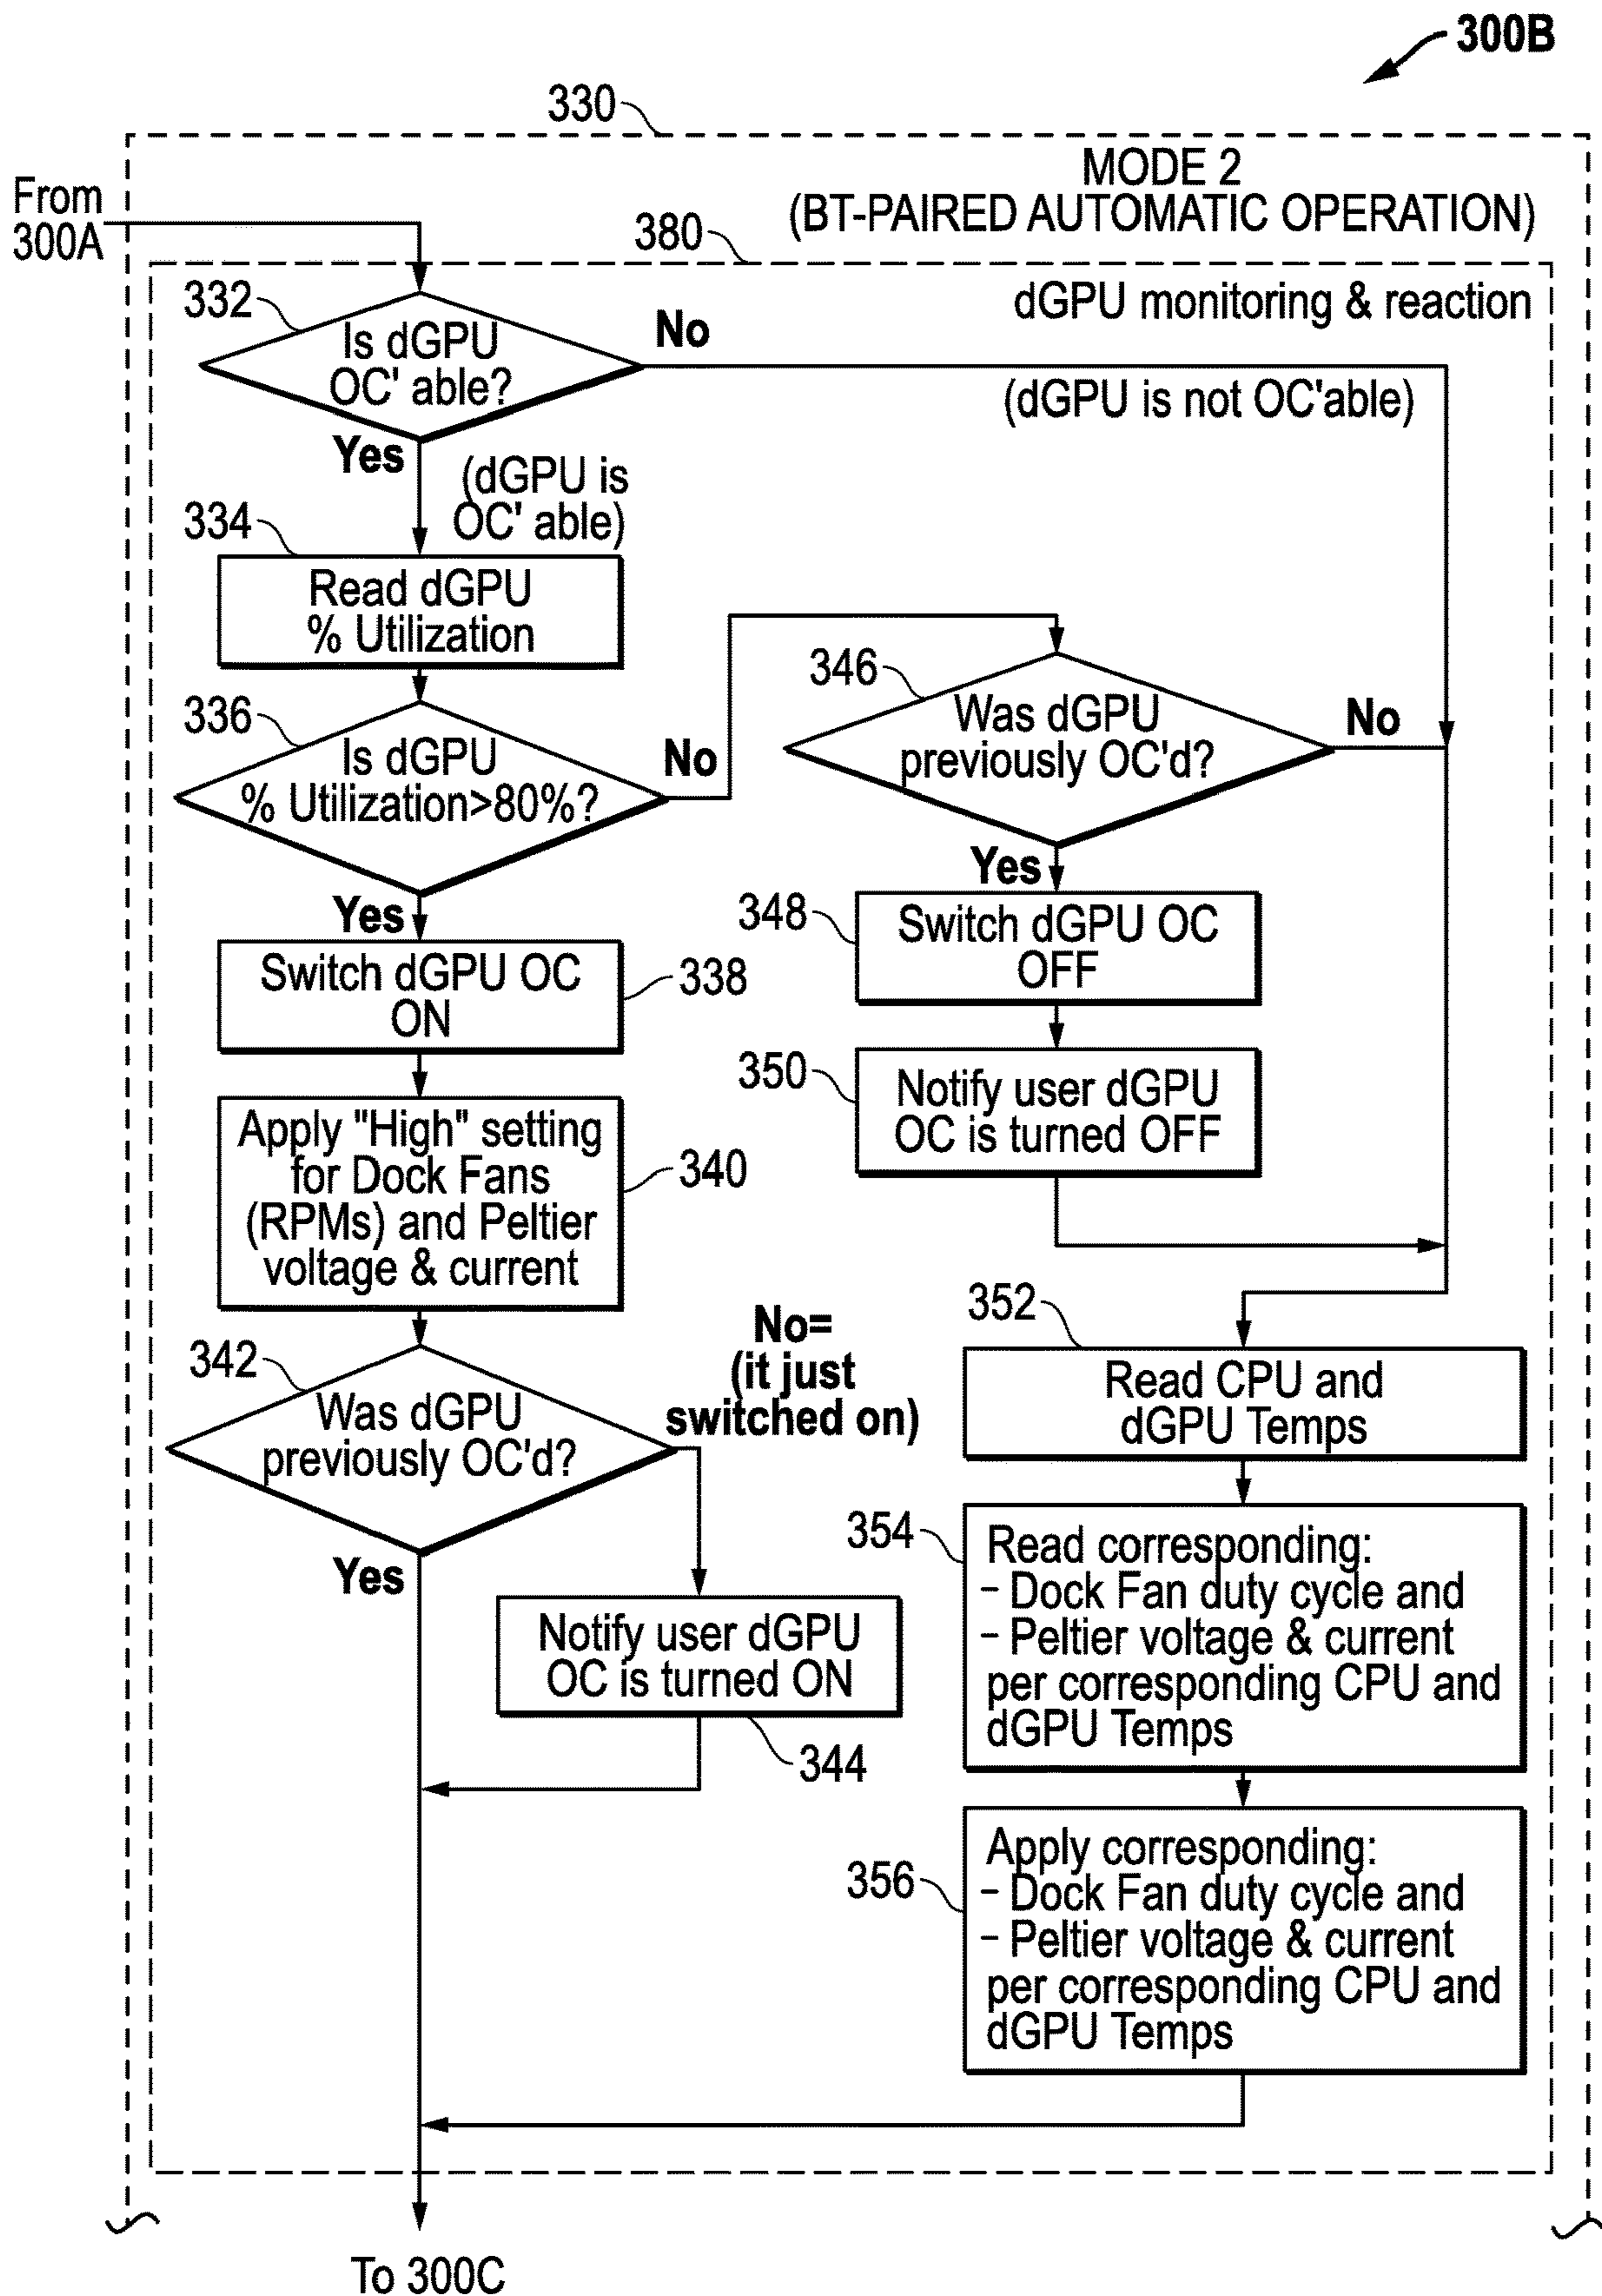 300B
330
MODE 2
(BT-PAIRED AUTOMATIC OPERATION)
From
300A
380
dGPU monitoring & reaction
332
Is dGPU
OC' able?
No
(dGPU is not OC'able)
Yes
(dGPU is
OC' able)
334
Read dGPU
% Utilization
336
Is dGPU
% Utilization>80%?
No
346
Was dGPU
previously OC'd?
No
Yes
348
Switch dGPU OC
OFF
350
Notify user dGPU
OC is turned OFF
Yes
Switch dGPU OC
ON
338
Apply "High" setting
for Dock Fans
(RPMs) and Peltier
voltage & current
340
342
Was dGPU
previously OC'd?
No=
(it just
switched on)
Yes
Notify user dGPU
OC is turned ON
344
352
Read CPU and
dGPU Temps
354
Read corresponding:
- Dock Fan duty cycle and
- Peltier voltage & current
per corresponding CPU and
dGPU Temps
356
Apply corresponding:
- Dock Fan duty cycle and
- Peltier voltage & current
per corresponding CPU and
dGPU Temps
To 300C